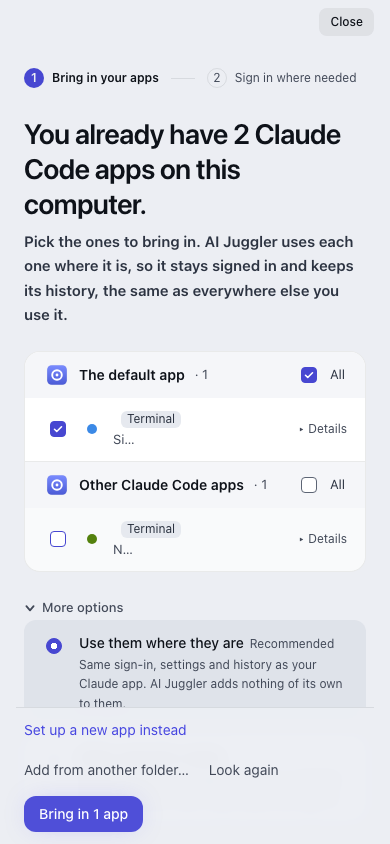 Close
1 Bring in your apps 2 Sign in where needed
You already have 2 Claude
Code apps on this
computer.
Pick the ones to bring in. AI Juggler uses each
one where it is, so it stays signed in and keeps
its history, the same as everywhere else you
use it.
The default app · 1 All
Terminal
Si...
Details
Other Claude Code apps · 1 All
Terminal
N...
Details
More options
Use them where they are Recommended
Same sign-in, settings and history as your
Claude app. AI Juggler adds nothing of its own
to them.
Set up a new app instead
Add from another folder... Look again
Bring in 1 app